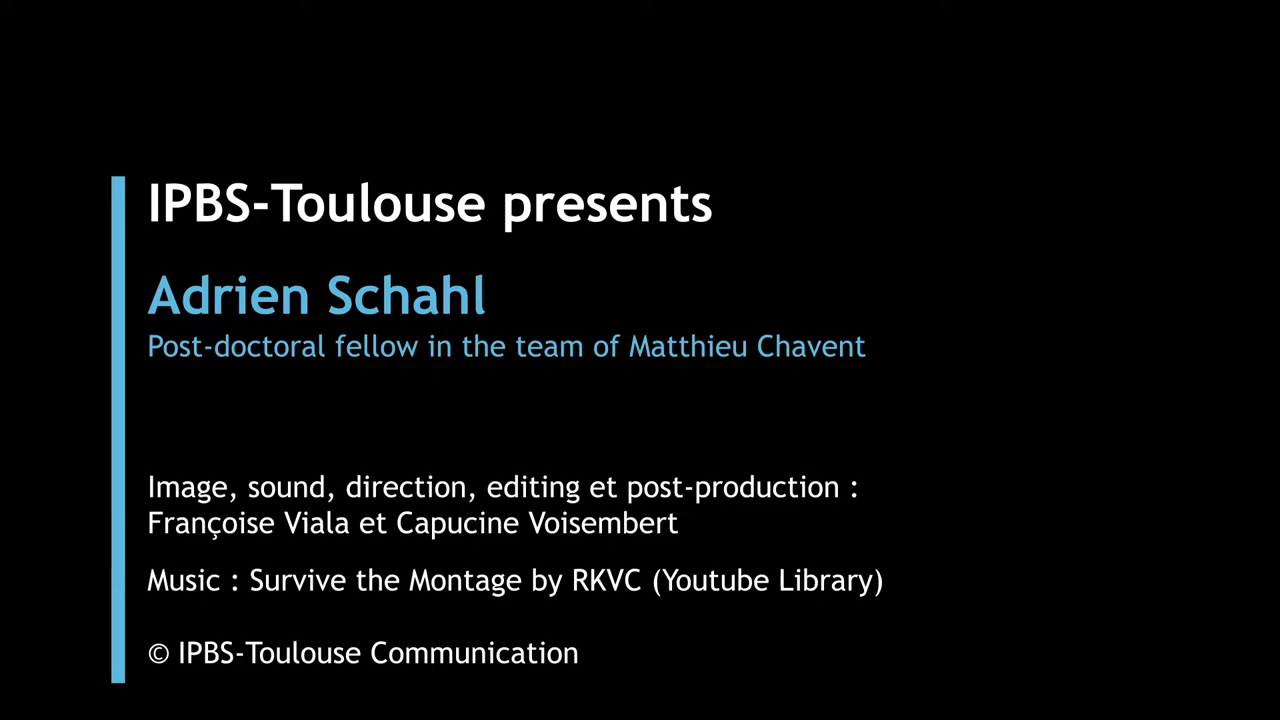 IPBS-Toulouse presents
Adrien Schahl
Post-doctoral fellow in the team of Matthieu Chavent
Image, sound, direction, editing et post-production :
Françoise Viala et Capucine Voisembert
Music : Survive the Montage by RKVC (Youtube Library)
© IPBS-Toulouse Communication